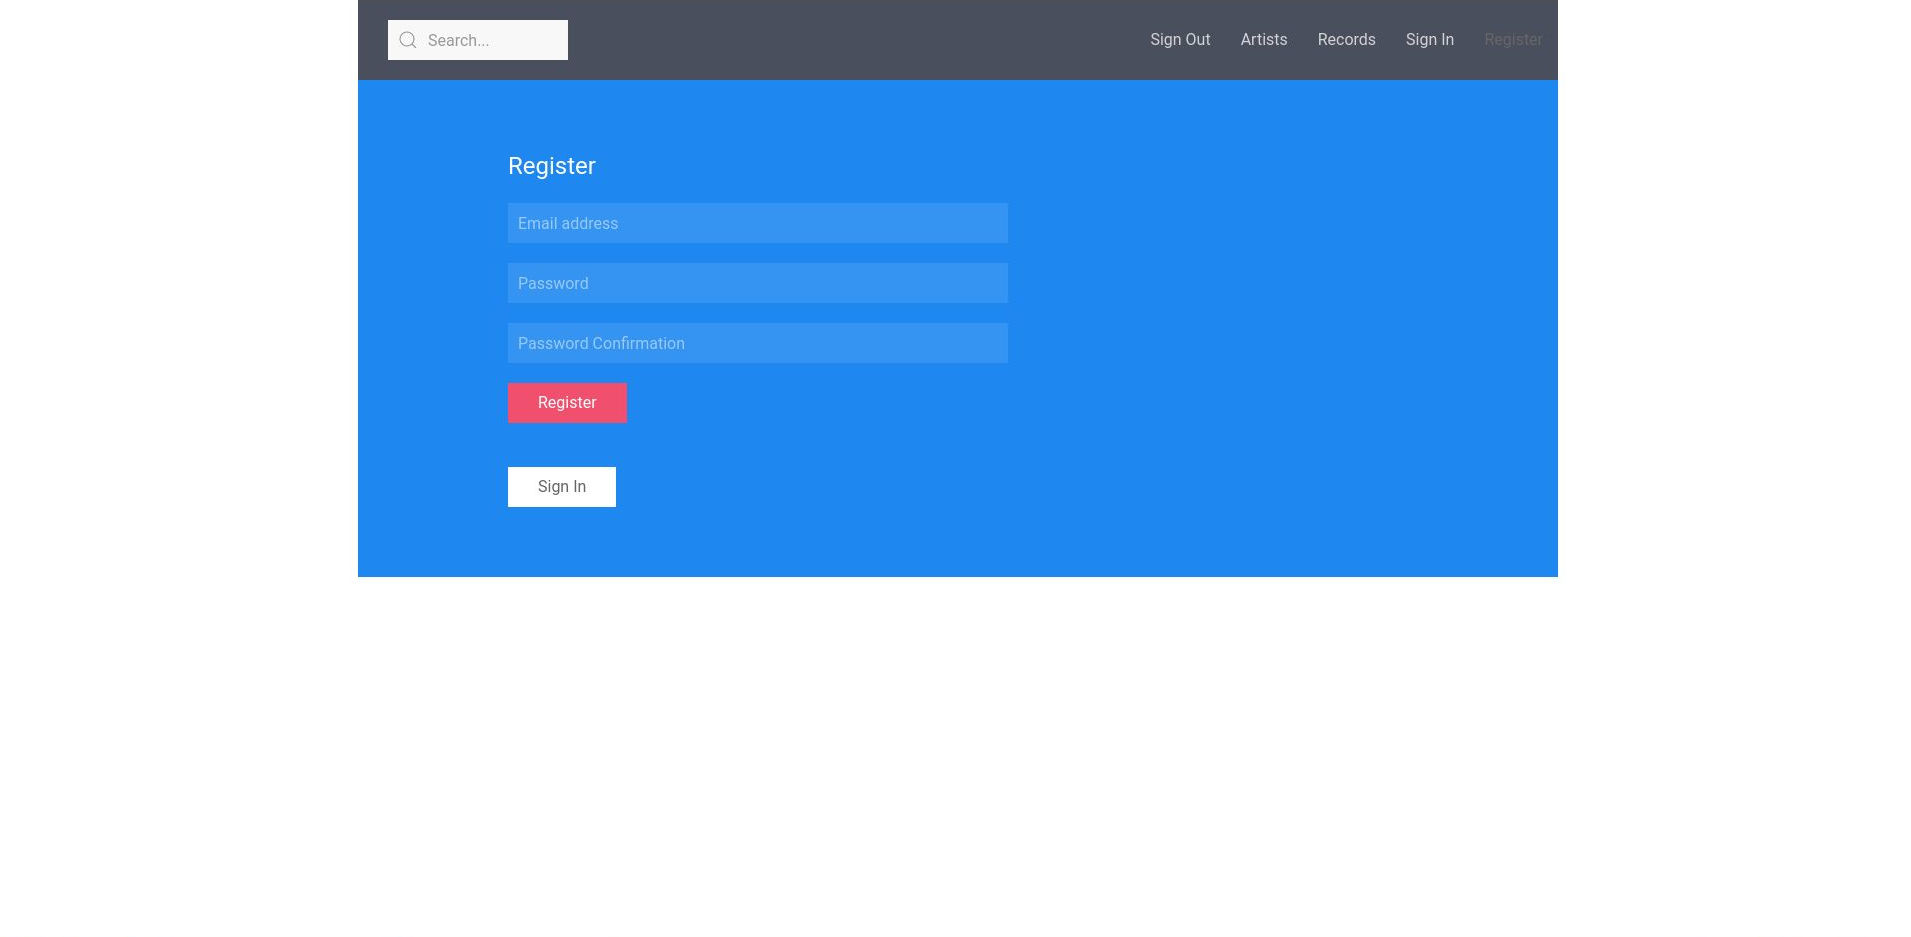 Search...
Sign Out Artists Records Sign In Register
Register
Email address
Password
Password Confirmation
Register
Sign In